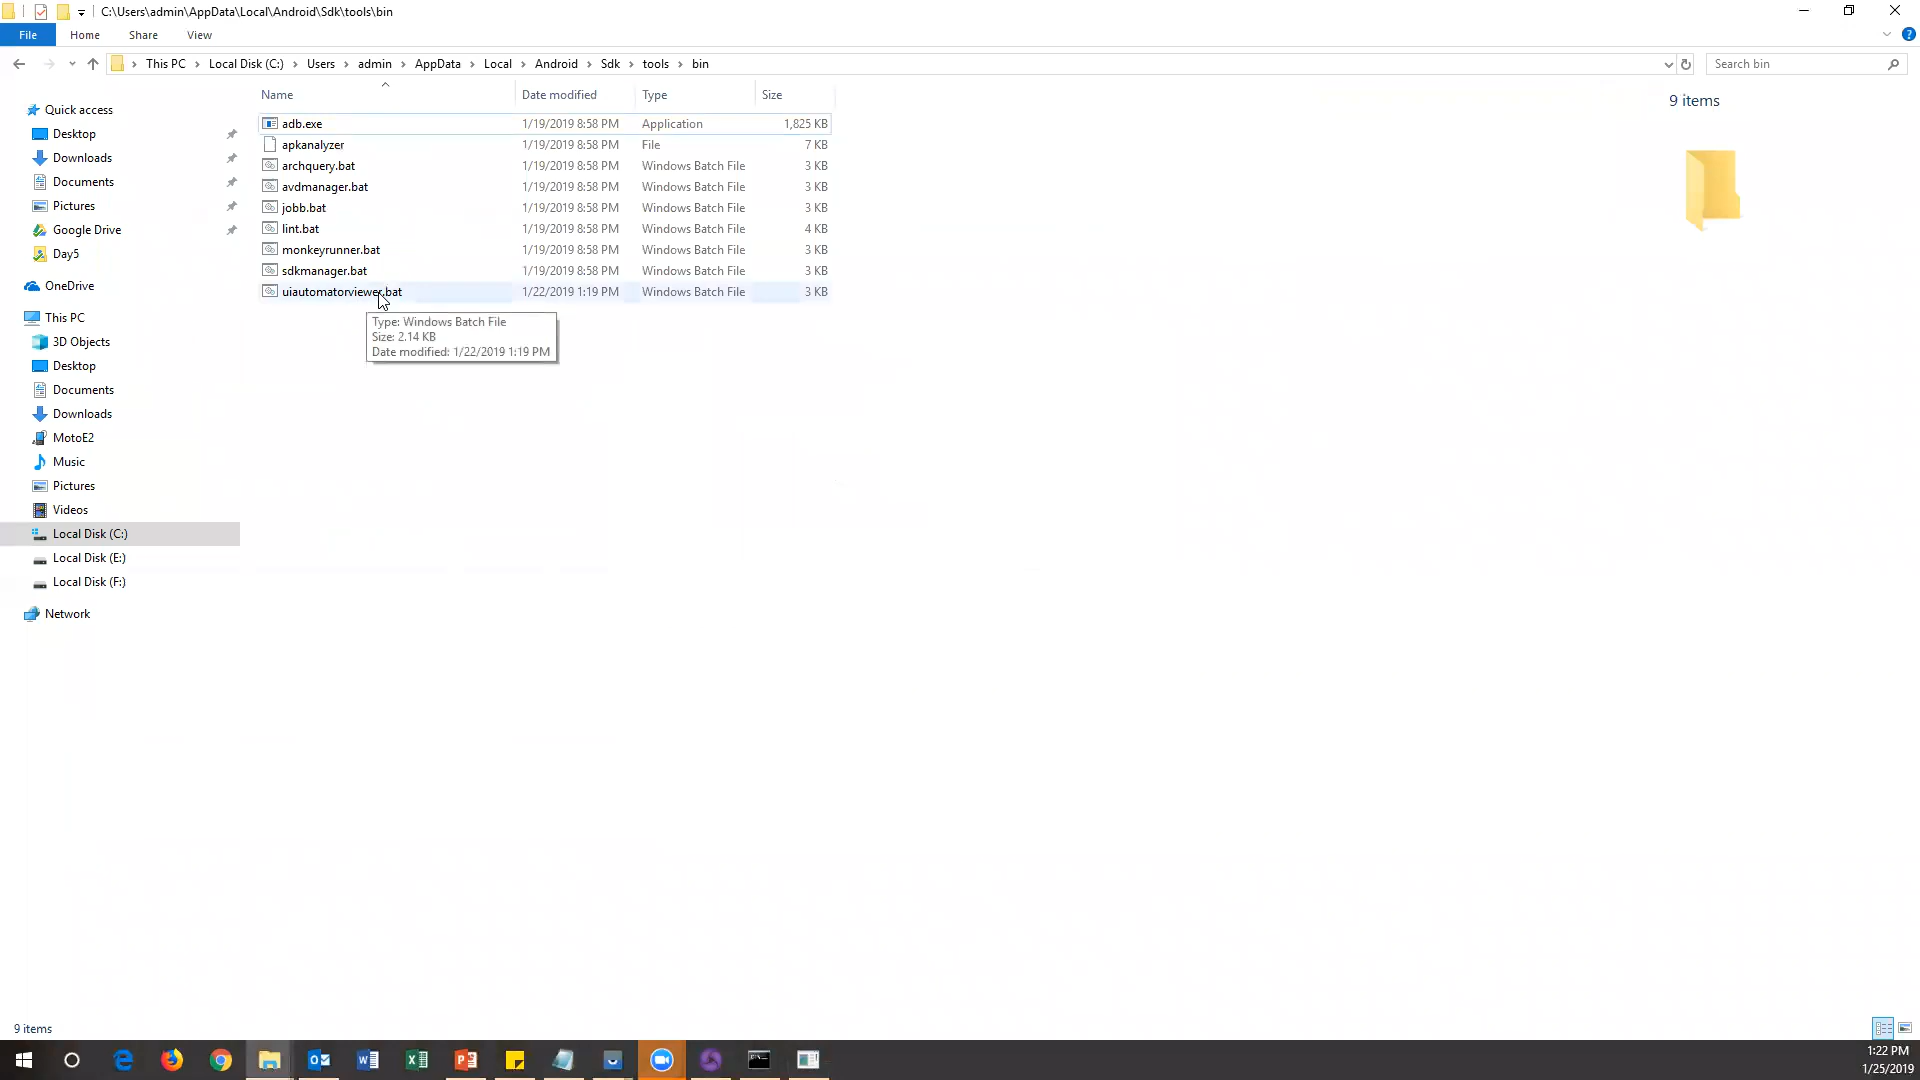 C:\Users\admin\AppData\Local\Android\Sdk\tools\bin
File Home Share View
This PC Local Disk (C:) Users admin AppData Local Android Sdk tools bin
Search bin
Name Date modified Type Size
adb.exe 1/19/2019 8:58 PM Application 1,825 KB
apkanalyzer 1/19/2019 8:58 PM File 7 KB
archquery.bat 1/19/2019 8:58 PM Windows Batch File 3 KB
avdmanager.bat 1/19/2019 8:58 PM Windows Batch File 3 KB
jobb.bat 1/19/2019 8:58 PM Windows Batch File 3 KB
lint.bat 1/19/2019 8:58 PM Windows Batch File 4 KB
monkeyrunner.bat 1/19/2019 8:58 PM Windows Batch File 3 KB
sdkmanager.bat 1/19/2019 8:58 PM Windows Batch File 3 KB
uiautomatorviewer.bat 1/22/2019 1:19 PM Windows Batch File 3 KB
Type: Windows Batch File
Size: 2.14 KB
Date modified: 1/22/2019 1:19 PM
9 items
Quick access
Desktop
Downloads
Documents
Pictures
Google Drive
Day5
OneDrive
This PC
3D Objects
Desktop
Documents
Downloads
MotoE2
Music
Pictures
Videos
Local Disk (C:)
Local Disk (E:)
Local Disk (F:)
Network
9 items
1:22 PM
1/25/2019